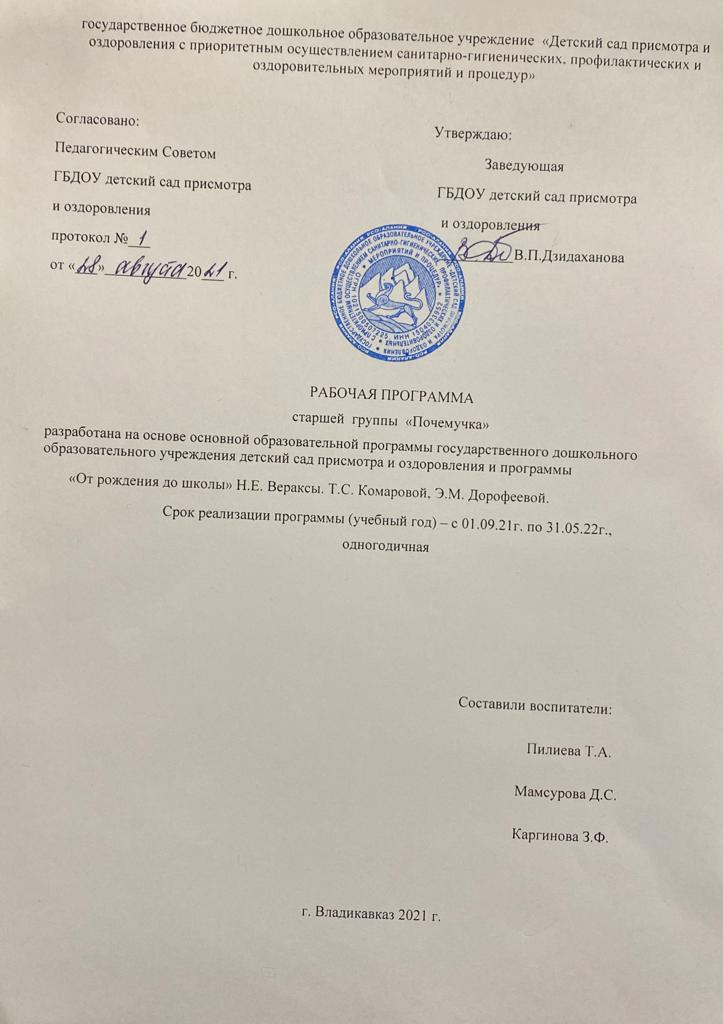 государственное бюджетное дошкольное образовательное учреждение «Детский сад присмотра и
оздоровления с приоритетным осуществлением санитарно-гигиенических, профилактических и
оздоровительных мероприятий и процедур»
Согласовано:
Педагогическим Советом
ГБДОУ детский сад присмотра
и оздоровления
протокол № 1
от «28» августа 2021 г.
Утверждаю:
Заведующая
ГБДОУ детский сад присмотра
и оздоровления
В.П.Дзидаханова
РАБОЧАЯ ПРОГРАММА
старшей группы «Почемучка»
разработана на основе основной образовательной программы государственного дошкольного
образовательного учреждения детский сад присмотра и оздоровления и программы
«От рождения до школы» Н.Е. Вераксы. Т.С. Комаровой, Э.М. Дорофеевой.
Срок реализации программы (учебный год) – с 01.09.21г. по 31.05.22г.,
одногодичная
Составили воспитатели:
Пилиева Т.А.
Мамсурова Д.С.
Каргинова З.Ф.
г. Владикавказ 2021 г.